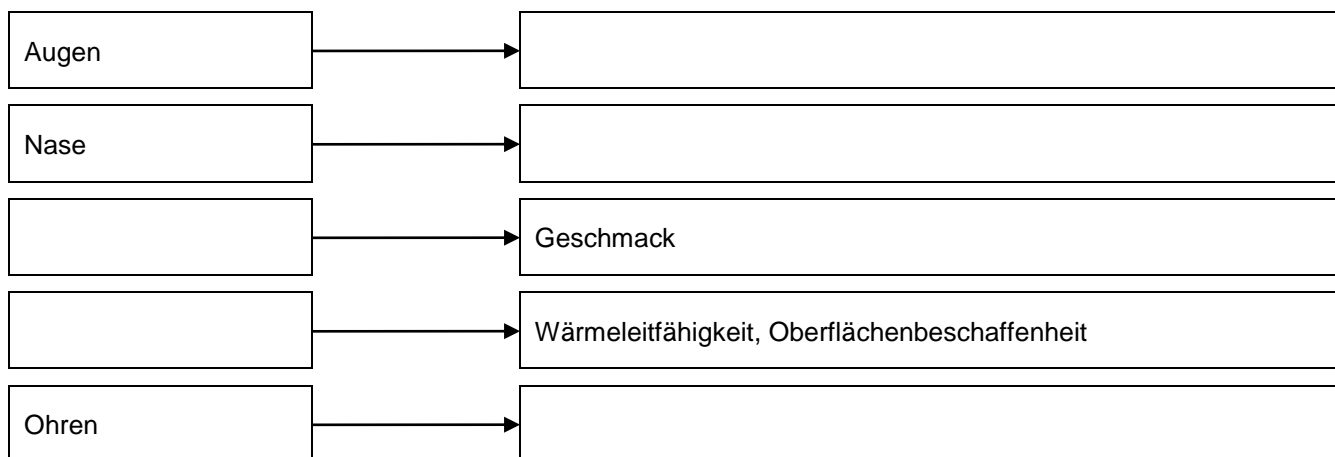 Augen
Nase
Geschmack
Wärmeleitfähigkeit, Oberflächenbeschaffenheit
Ohren